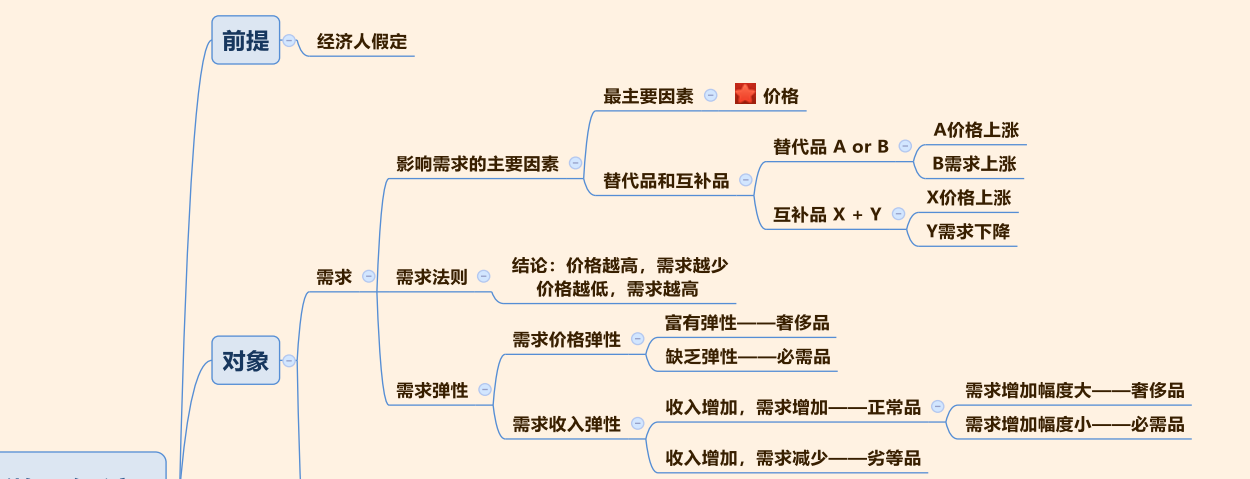 前提
经济人假定
最主要因素
价格
替代品 A or B
A价格上涨
B需求上涨
影响需求的主要因素
替代品和互补品
互补品 X + Y
X价格上涨
Y需求下降
需求
需求法则
结论：价格越高，需求越少
价格越低，需求越高
对象
需求价格弹性
富有弹性——奢侈品
缺乏弹性——必需品
需求弹性
需求收入弹性
收入增加，需求增加——正常品
需求增加幅度大——奢侈品
需求增加幅度小——必需品
收入增加，需求减少——劣等品